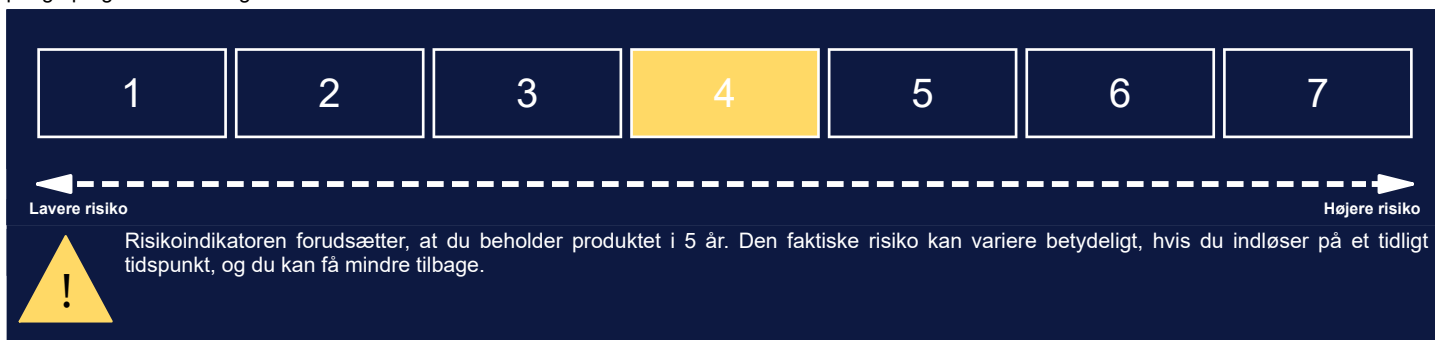 1 2 3 4 5 6 7
Lavere risiko Højere risiko
Risikoindikatoren forudsætter, at du beholder produktet i 5 år. Den faktiske risiko kan variere betydeligt, hvis du indløser på et tidligt
tidspunkt, og du kan få mindre tilbage.
!